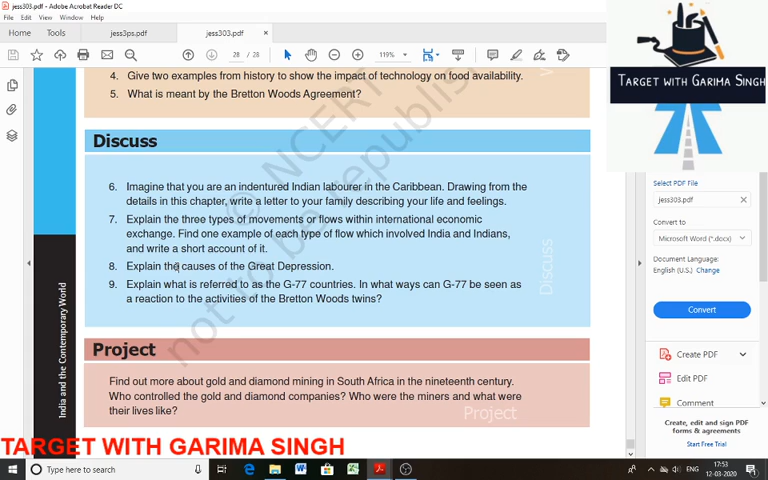 jess303.pdf - Adobe Acrobat Reader DC
File Edit View Window Help
Home Tools jess3ps.pdf jess303.pdf ×
28 / 28 119%
4. Give two examples from history to show the impact of technology on food availability.
5. What is meant by the Bretton Woods Agreement?
Discuss
6. Imagine that you are an indentured Indian labourer in the Caribbean. Drawing from the
details in this chapter, write a letter to your family describing your life and feelings.
7. Explain the three types of movements or flows within international economic
exchange. Find one example of each type of flow which involved India and Indians,
and write a short account of it.
8. Explain the causes of the Great Depression.
9. Explain what is referred to as the G-77 countries. In what ways can G-77 be seen as
a reaction to the activities of the Bretton Woods twins?
Discuss
Project
Find out more about gold and diamond mining in South Africa in the nineteenth century.
Who controlled the gold and diamond companies? Who were the miners and what were
their lives like?
Project
India and the Contemporary World
© NCERT
not to be republis
TARGET WITH GARIMA SINGH
Select PDF File
jess303.pdf
Convert to
Microsoft Word (*.docx)
Document Language:
English (U.S.) Change
Convert
Create PDF
Edit PDF
Comment
Create, edit and sign PDF
forms & agreements
Start Free Trial
TARGET WITH GARIMA SINGH
Type here to search
ENG
17:53
12-03-2020